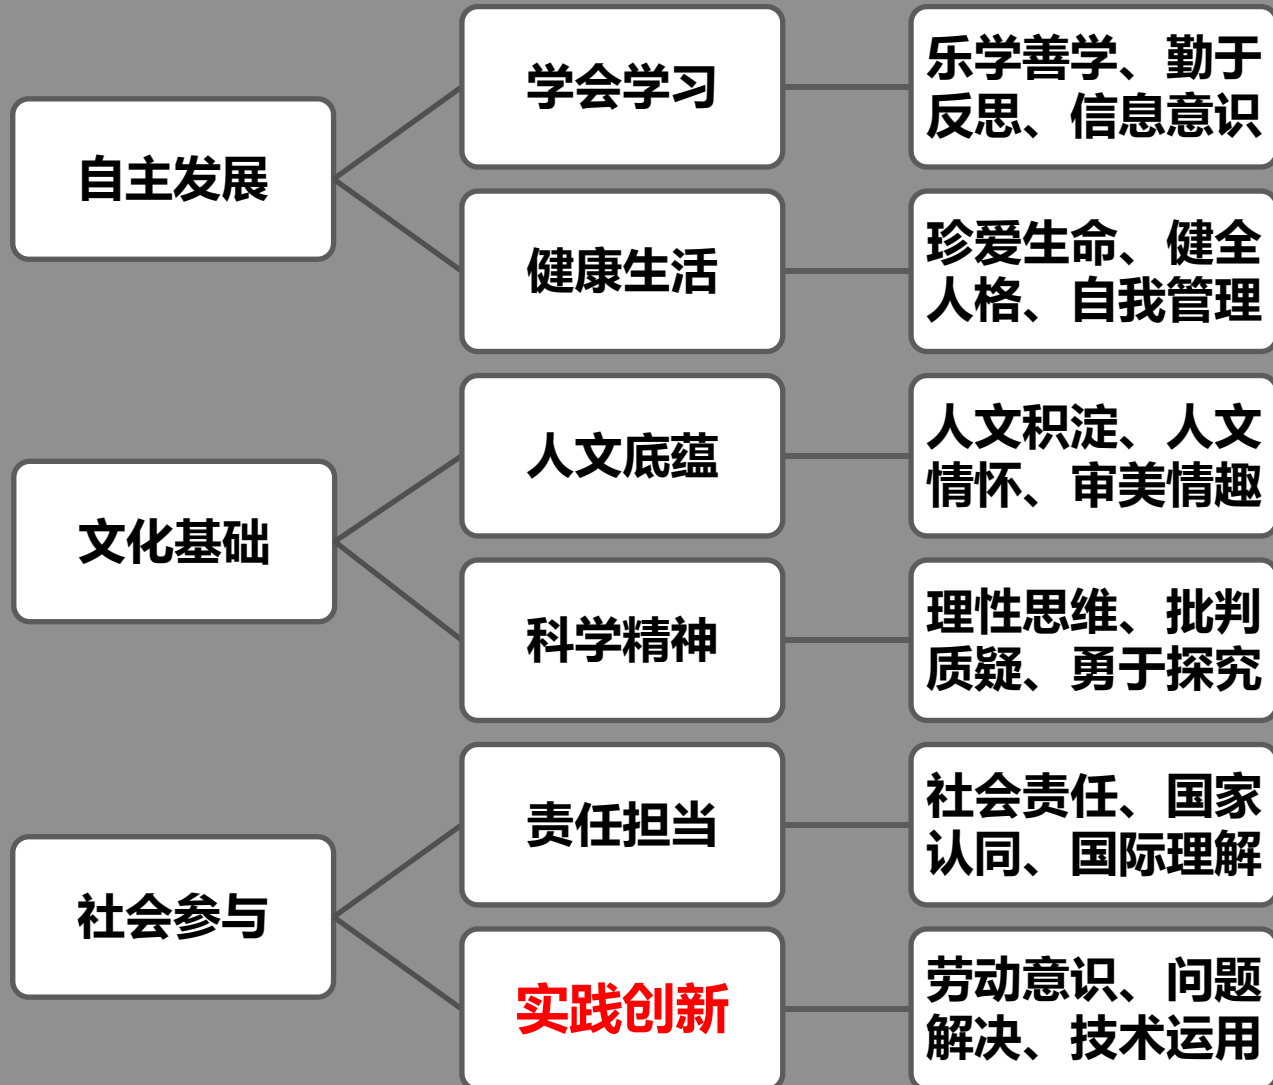 自主发展
学会学习
乐学善学、勤于
反思、信息意识
健康生活
珍爱生命、健全
人格、自我管理
文化基础
人文底蕴
人文积淀、人文
情怀、审美情趣
科学精神
理性思维、批判
质疑、勇于探究
社会参与
责任担当
社会责任、国家
认同、国际理解
实践创新
劳动意识、问题
解决、技术运用